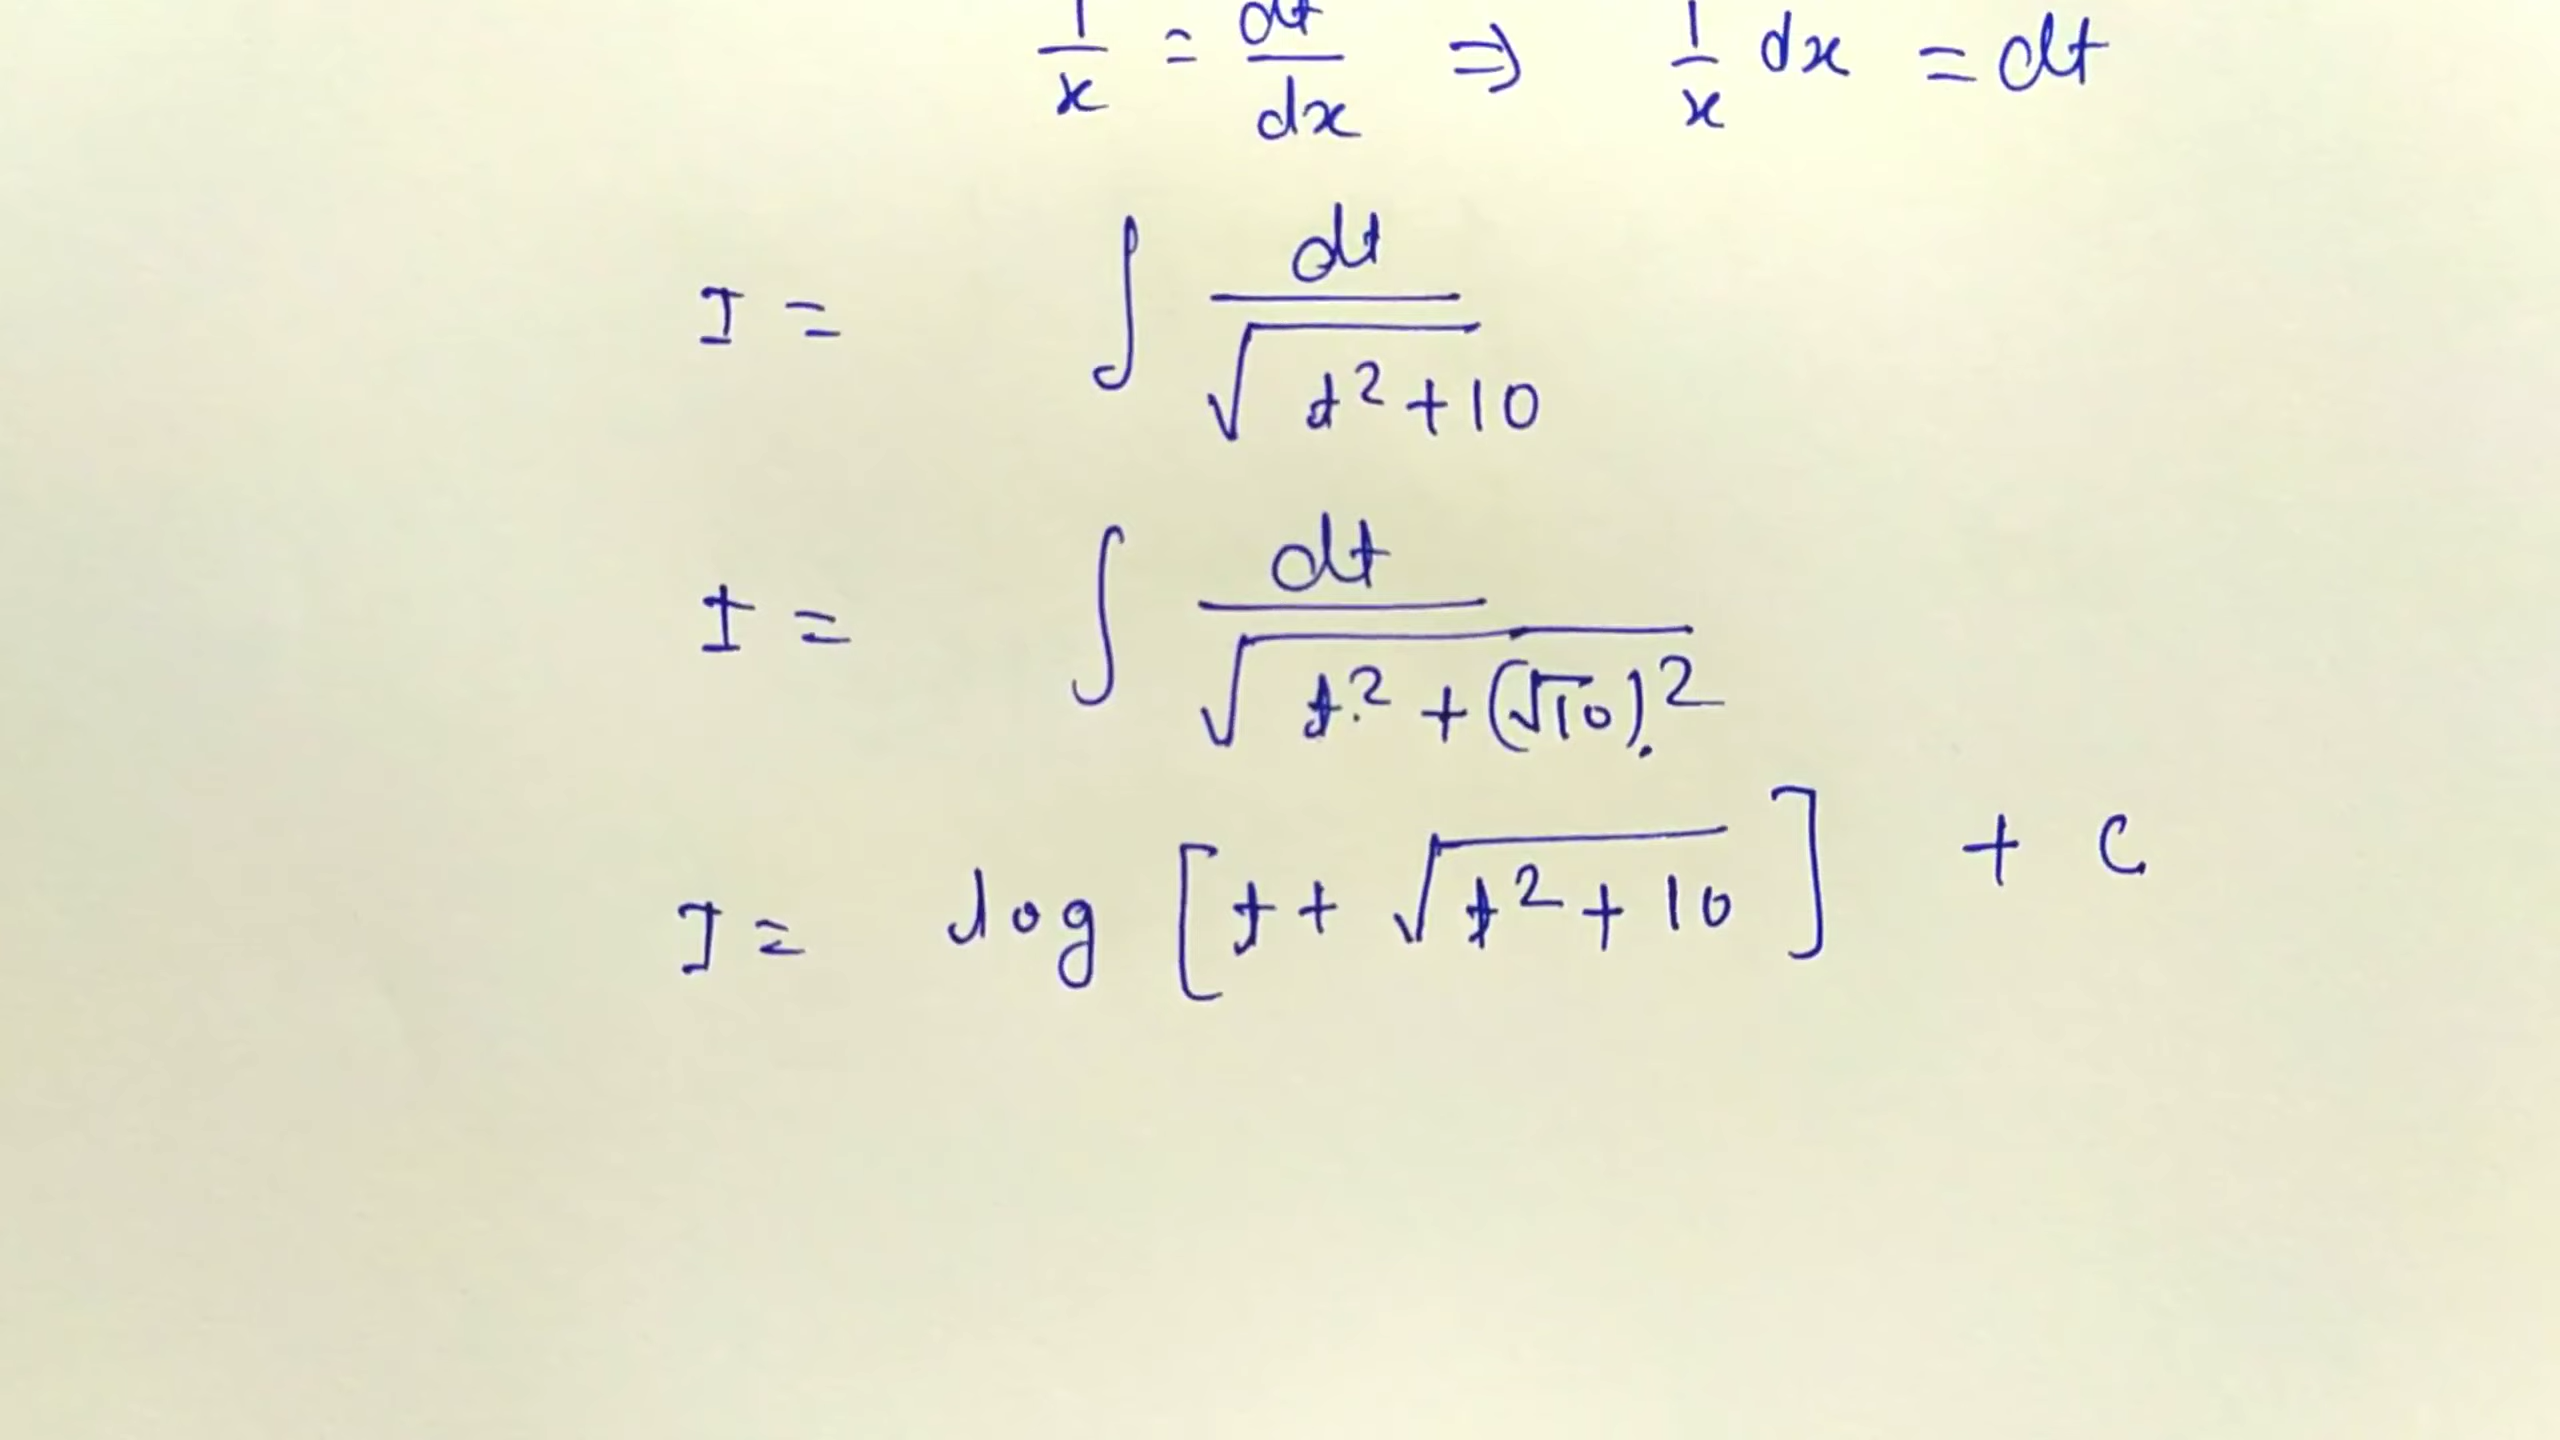 1/x = dt/dx ⇒ 1/x dx = dt
I = ∫ dt/√(t² + 10)
I = ∫ dt/√(t² + (√10)²)
I = log [t + √(t² + 10)] + c